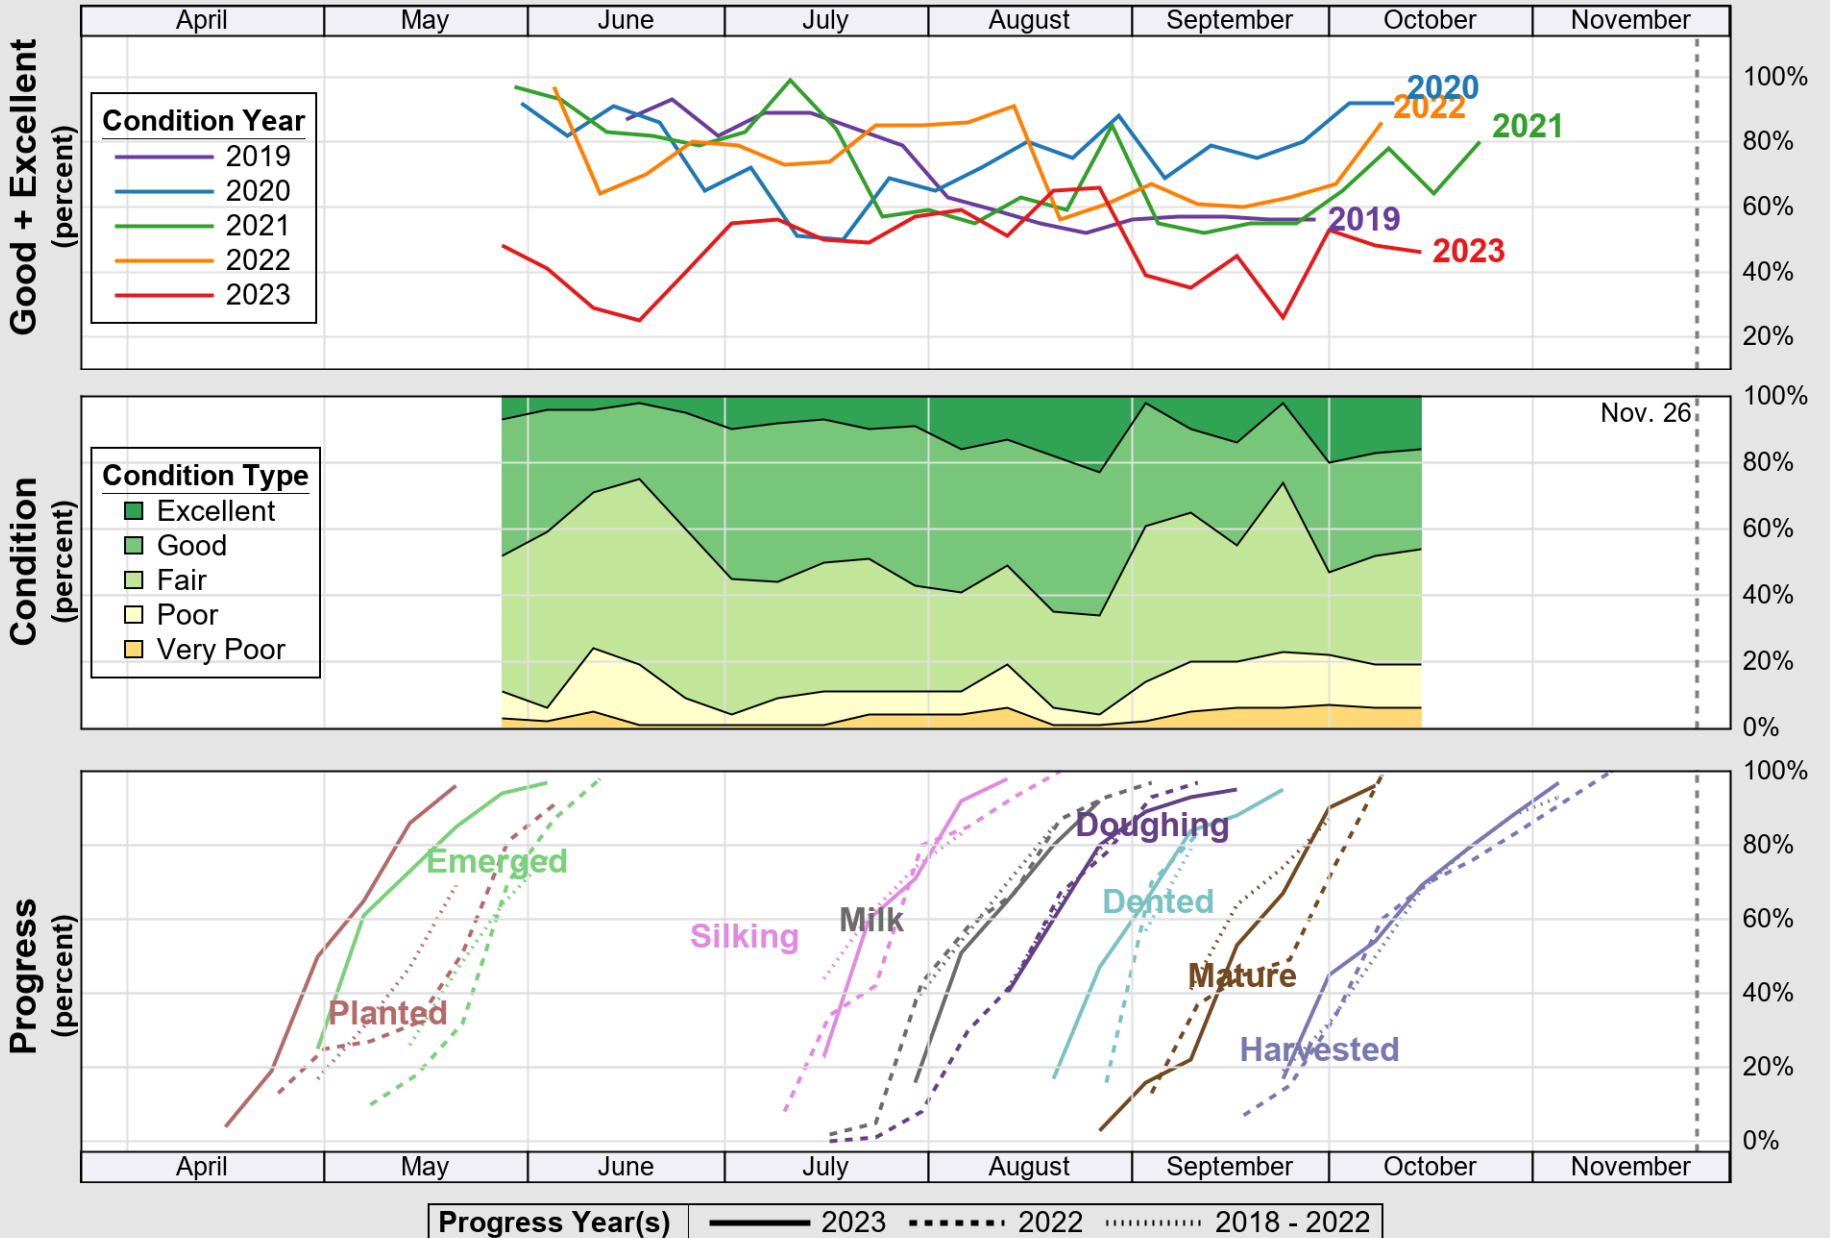 April May June July August September October November
Good + Excellent
(percent)
Condition Year
2019
2020
2021
2022
2023
2020
2022
2021
2019
2023
100%
80%
60%
40%
20%
Condition
(percent)
Condition Type
Excellent
Good
Fair
Poor
Very Poor
Nov. 26
100%
80%
60%
40%
20%
0%
Progress
(percent)
Emerged
Planted
Silking
Milk
Doughing
Dented
Mature
Harvested
100%
80%
60%
40%
20%
0%
April May June July August September October November
Progress Year(s) 2023 2022 2018 - 2022